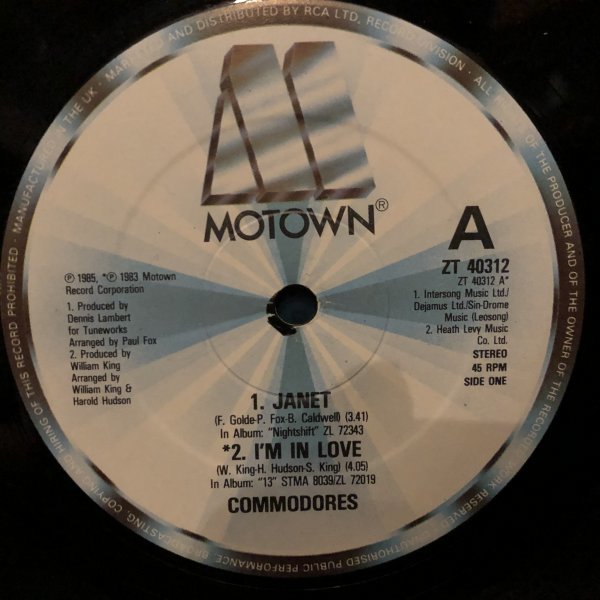 MANUFACTURED IN THE UK · MARKETED AND DISTRIBUTED BY RCA LTD. RECORD DIVISION · ALL
OF THE PRODUCER AND OF THE OWNER OF THE RECORDED WORK RESERVED
UNAUTHORISED PUBLIC PERFORMANCE, BROADCASTING, COPYING AND HIRING OF THIS RECORD PROHIBITED ·
MOTOWN®
A
ZT 40312
ZT 40312 A*
℗ 1985, *℗ 1983 Motown
Record Corporation
1. Produced by
Dennis Lambert
for Tuneworks
Arranged by Paul Fox
2. Produced by
William King
Arranged by
William King &
Harold Hudson
1. Intersong Music Ltd./
Dejamus Ltd./Sin-Drome
Music (Leosong)
2. Heath Levy Music
Co. Ltd.
STEREO
45 RPM
SIDE ONE
1. JANET
(F. Golde-P. Fox-B. Caldwell) (3.41)
In Album: "Nightshift" ZL 72343
*2. I'M IN LOVE
(W. King-H. Hudson-S. King) (4.05)
In Album: "13" STMA 8039/ZL 72019
COMMODORES